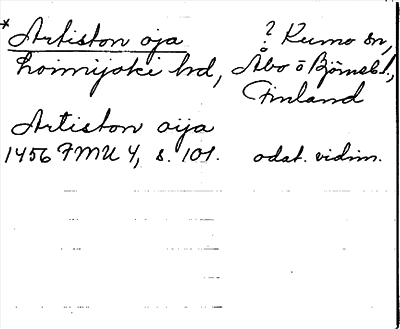 *Artiston oja ? Kumo sn,
Loimijoki hd, Åbo o Björneb l.,
Finland
Artiston oija
1456 FMU 4, s. 101. odat. vidim.